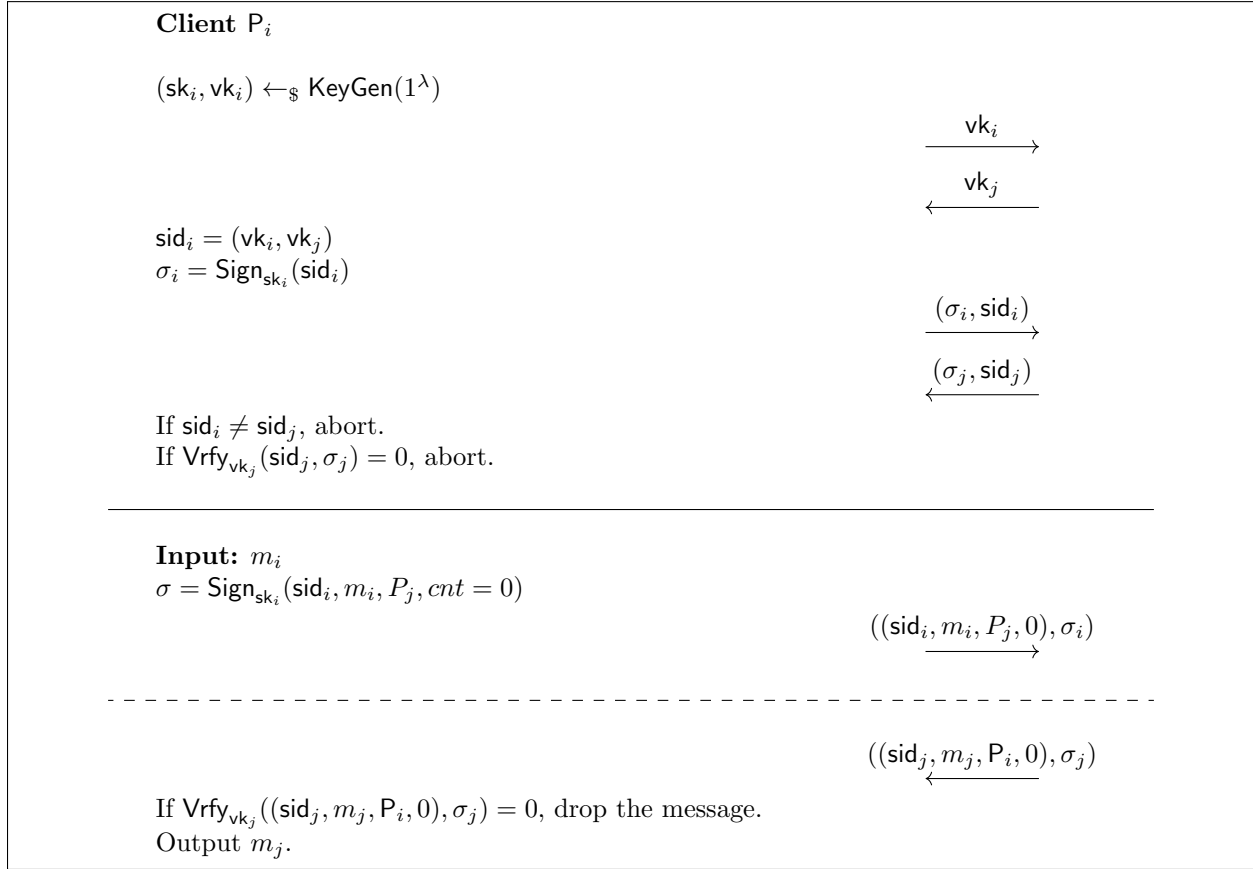 Client P_i
(sk_i, vk_i) ←_$ KeyGen(1^λ)
vk_i
vk_j
sid_i = (vk_i, vk_j)
σ_i = Sign_{sk_i}(sid_i)
(σ_i, sid_i)
(σ_j, sid_j)
If sid_i ≠ sid_j, abort.
If Vrfy_{vk_j}(sid_j, σ_j) = 0, abort.
Input: m_i
σ = Sign_{sk_i}(sid_i, m_i, P_j, cnt = 0)
((sid_i, m_i, P_j, 0), σ_i)
((sid_j, m_j, P_i, 0), σ_j)
If Vrfy_{vk_j}((sid_j, m_j, P_i, 0), σ_j) = 0, drop the message.
Output m_j.